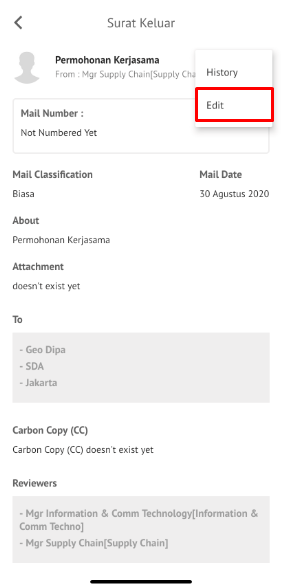 Surat Keluar
Permohonan Kerjasama
From : Mgr Supply Chain[Supply Cha
History
Edit
Mail Number :
Not Numbered Yet
Mail Classification
Biasa
Mail Date
30 Agustus 2020
About
Permohonan Kerjasama
Attachment
doesn't exist yet
To
- Geo Dipa
- SDA
- Jakarta
Carbon Copy (CC)
Carbon Copy (CC) doesn't exist yet
Reviewers
- Mgr Information & Comm Technology[Information &
Comm Techno]
- Mgr Supply Chain[Supply Chain]